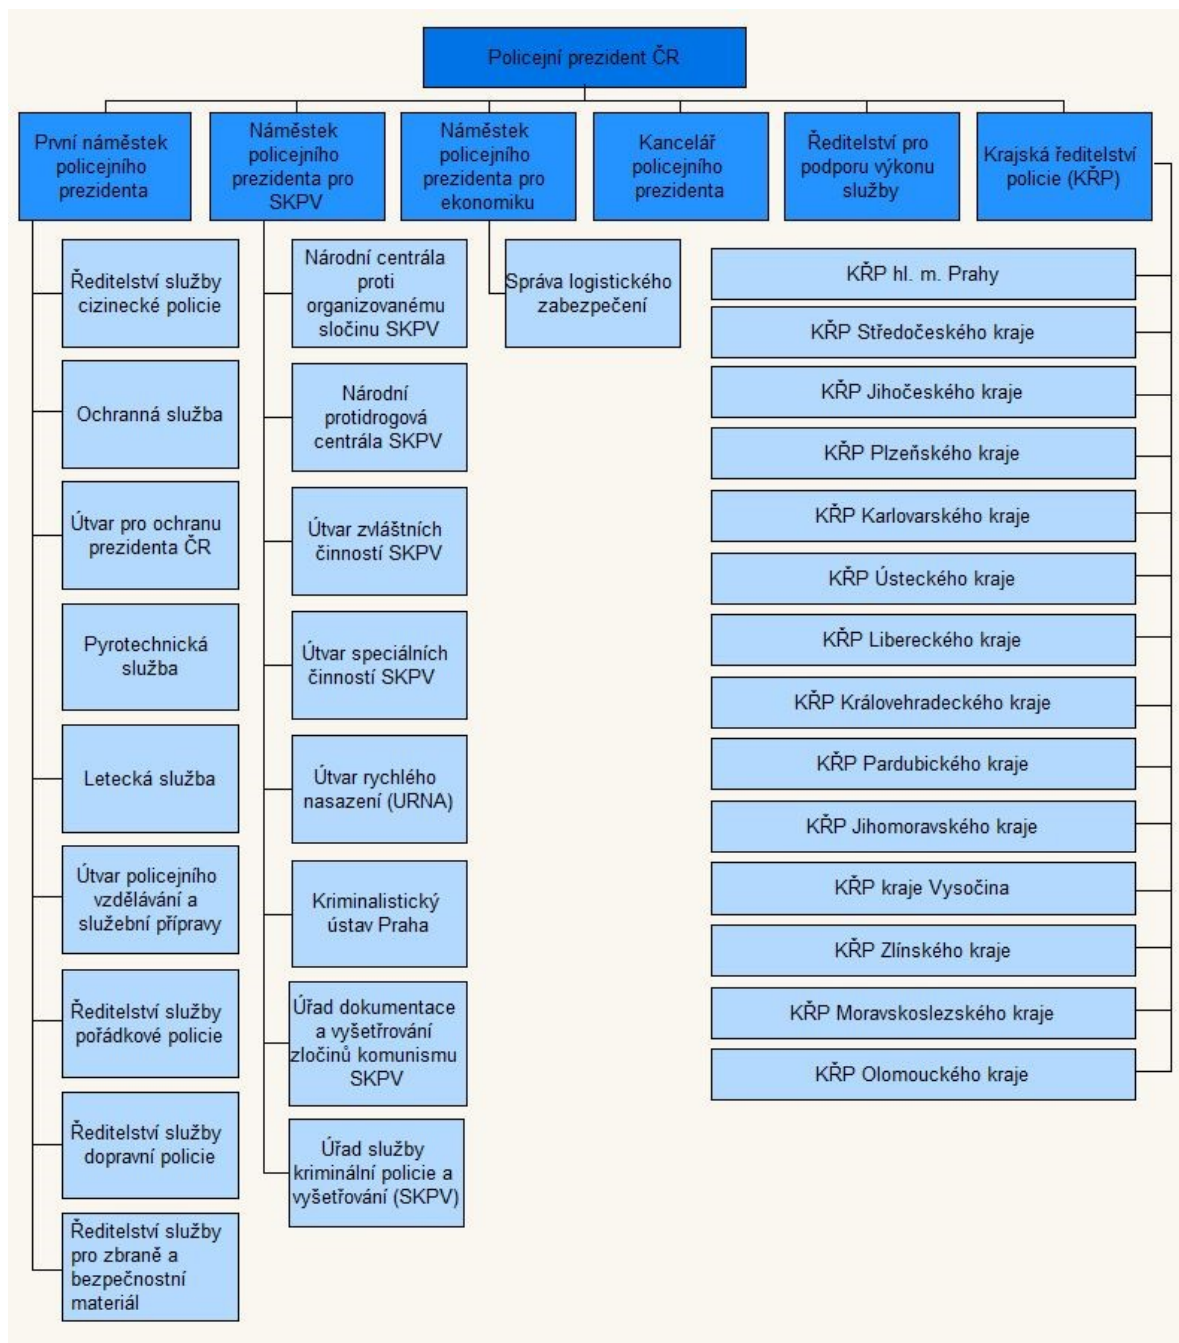 Policejní prezident ČR
První náměstek
policejního
prezidenta
Náměstek
policejního
prezidenta pro
SKPV
Náměstek
policejního
prezidenta pro
ekonomiku
Kancelář
policejního
prezidenta
Ředitelství pro
podporu výkonu
služby
Krajská ředitelství
policie (KŘP)
Ředitelství služby
cizinecké policie
Ochranná služba
Útvar pro ochranu
prezidenta ČR
Pyrotechnická
služba
Letecká služba
Útvar policejního
vzdělávání a
služební přípravy
Ředitelství služby
pořádkové policie
Ředitelství služby
dopravní policie
Ředitelství služby
pro zbraně a
bezpečnostní
materiál
Národní centrála
proti
organizovanému
sločinu SKPV
Národní
protidrogová
centrála SKPV
Útvar zvláštních
činností SKPV
Útvar speciálních
činností SKPV
Útvar rychlého
nasazení (URNA)
Kriminalistický
ústav Praha
Úřad dokumentace
a vyšetřování
zločinů komunismu
SKPV
Úřad služby
kriminální policie a
vyšetřování (SKPV)
Správa logistického
zabezpečení
KŘP hl. m. Prahy
KŘP Středočeského kraje
KŘP Jihočeského kraje
KŘP Plzeňského kraje
KŘP Karlovarského kraje
KŘP Ústeckého kraje
KŘP Libereckého kraje
KŘP Královehradeckého kraje
KŘP Pardubického kraje
KŘP Jihomoravského kraje
KŘP kraje Vysočina
KŘP Zlínského kraje
KŘP Moravskoslezského kraje
KŘP Olomouckého kraje